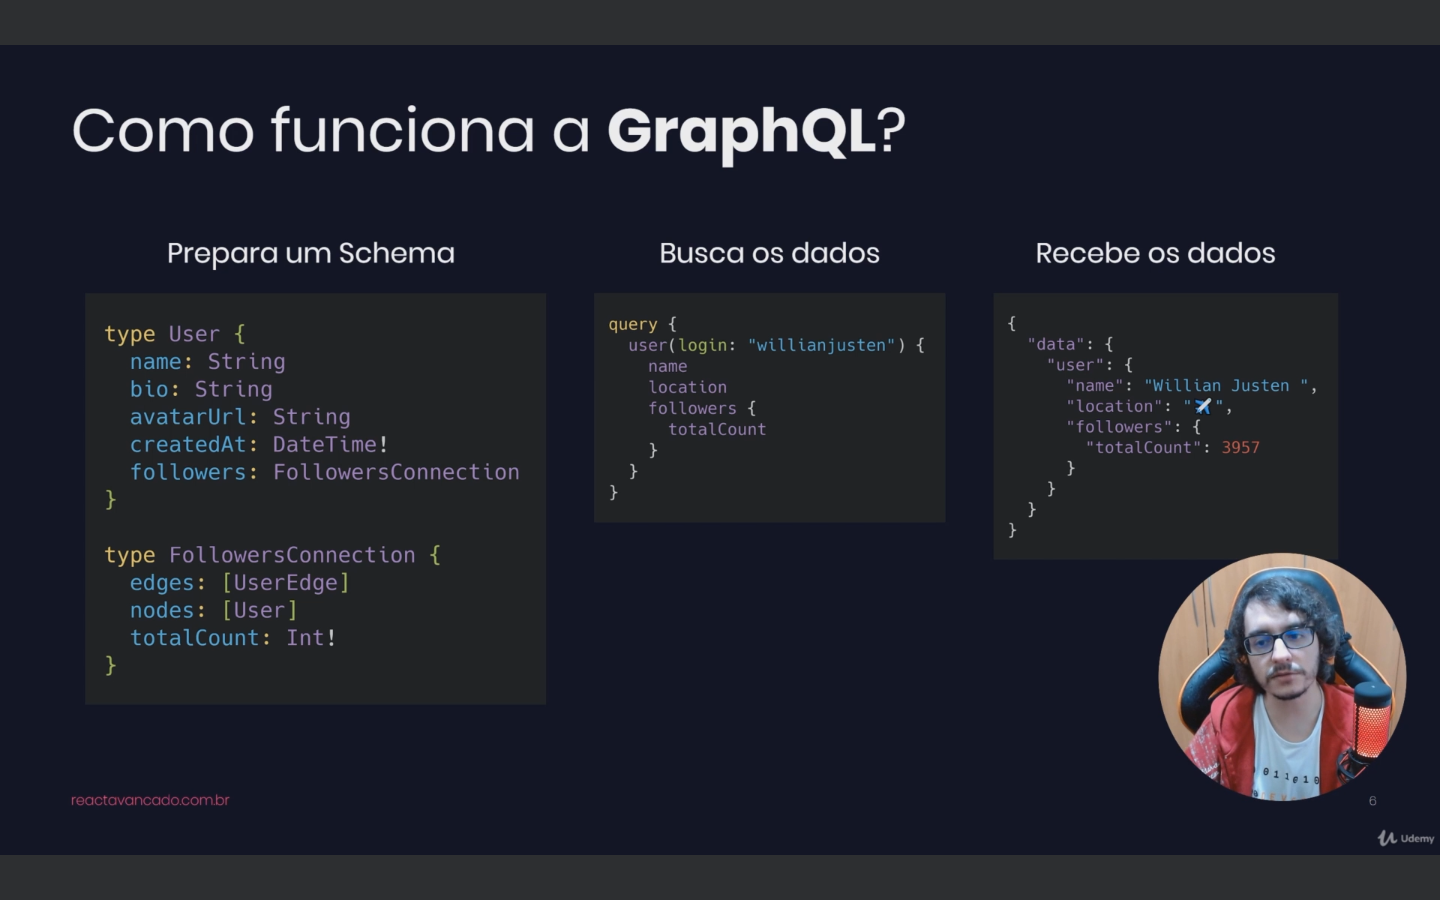 Como funciona a GraphQL?
Prepara um Schema
type User {
  name: String
  bio: String
  avatarUrl: String
  createdAt: DateTime!
  followers: FollowersConnection
}
type FollowersConnection {
  edges: [UserEdge]
  nodes: [User]
  totalCount: Int!
}
Busca os dados
query {
  user(login: "willianjusten") {
    name
    location
    followers {
      totalCount
    }
  }
}
Recebe os dados
{
  "data": {
    "user": {
      "name": "Willian Justen ",
      "location": "✈️",
      "followers": {
        "totalCount": 3957
      }
    }
  }
}
011010
reactavancado.com.br
6
Udemy